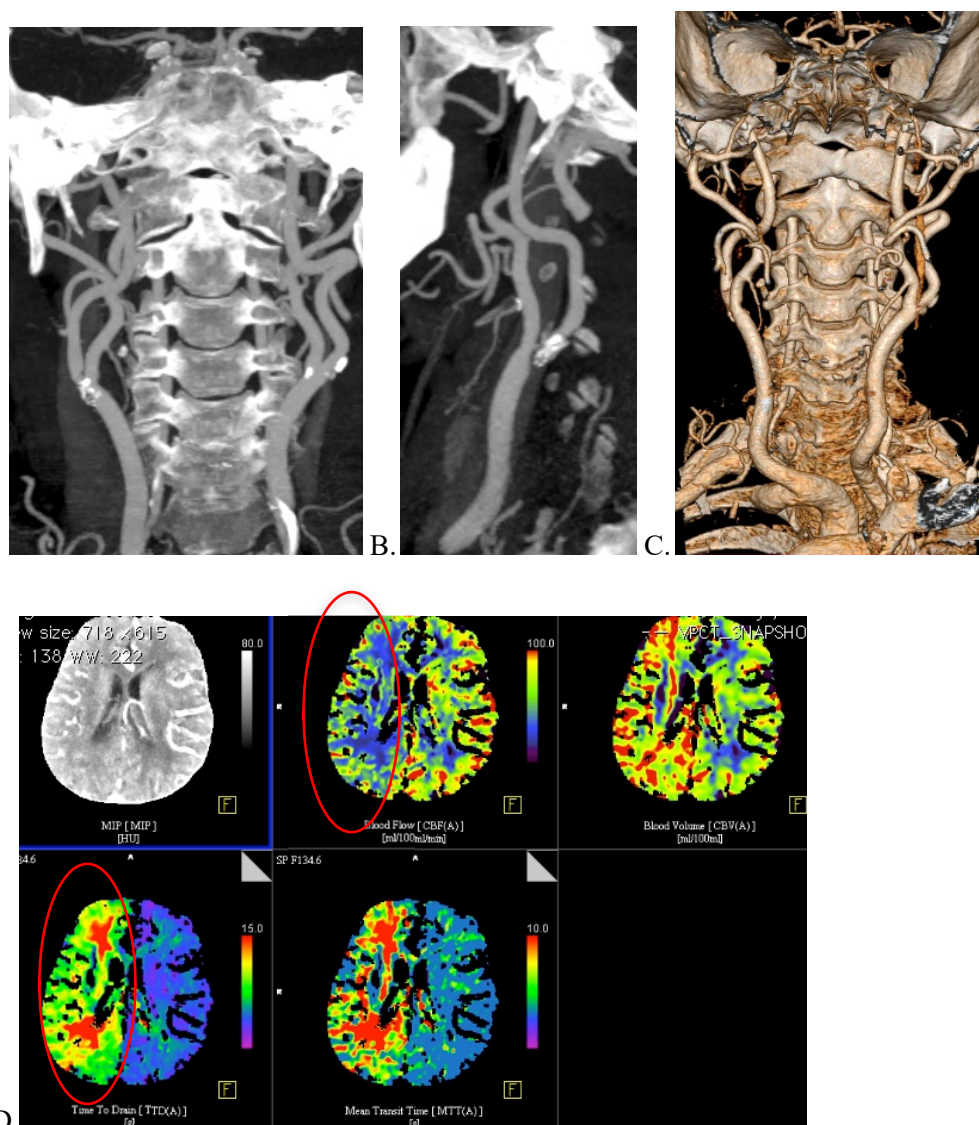 B.
C.
w size: 718 x 615
: 138 WW: 222
80.0
F
MIP [ MIP ]
[HU]
100.0
F
Blood Flow [ CBF(A) ]
[ml/100ml/min]
VPCT_SNAPSHO
F
Blood Volume [ CBV(A) ]
[ml/100ml]
34.6
A
15.0
F
Time To Drain [ TTD(A) ]
[s]
SP F134.6
10.0
F
Mean Transit Time [ MTT(A) ]
[s]
D